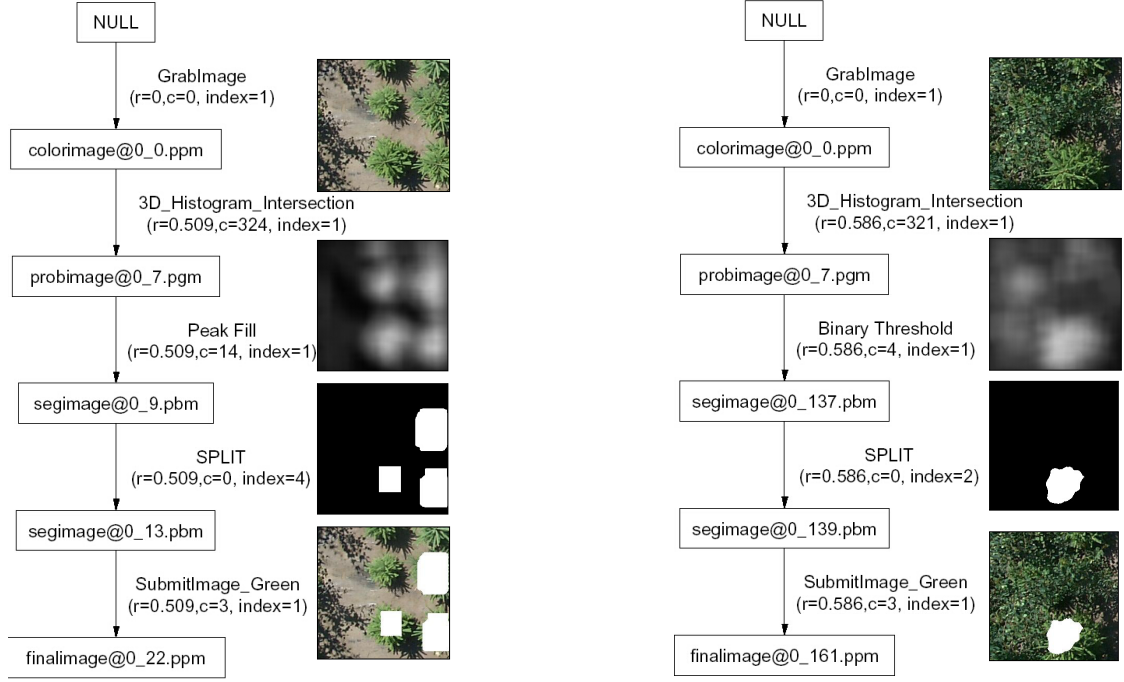 NULL
GrabImage
(r=0,c=0, index=1)
colorimage@0_0.ppm
3D_Histogram_Intersection
(r=0.509,c=324, index=1)
probimage@0_7.pgm
Peak Fill
(r=0.509,c=14, index=1)
segimage@0_9.pbm
SPLIT
(r=0.509,c=0, index=4)
segimage@0_13.pbm
SubmitImage_Green
(r=0.509,c=3, index=1)
finalimage@0_22.ppm
NULL
GrabImage
(r=0,c=0, index=1)
colorimage@0_0.ppm
3D_Histogram_Intersection
(r=0.586,c=321, index=1)
probimage@0_7.pgm
Binary Threshold
(r=0.586,c=4, index=1)
segimage@0_137.pbm
SPLIT
(r=0.586,c=0, index=2)
segimage@0_139.pbm
SubmitImage_Green
(r=0.586,c=3, index=1)
finalimage@0_161.ppm